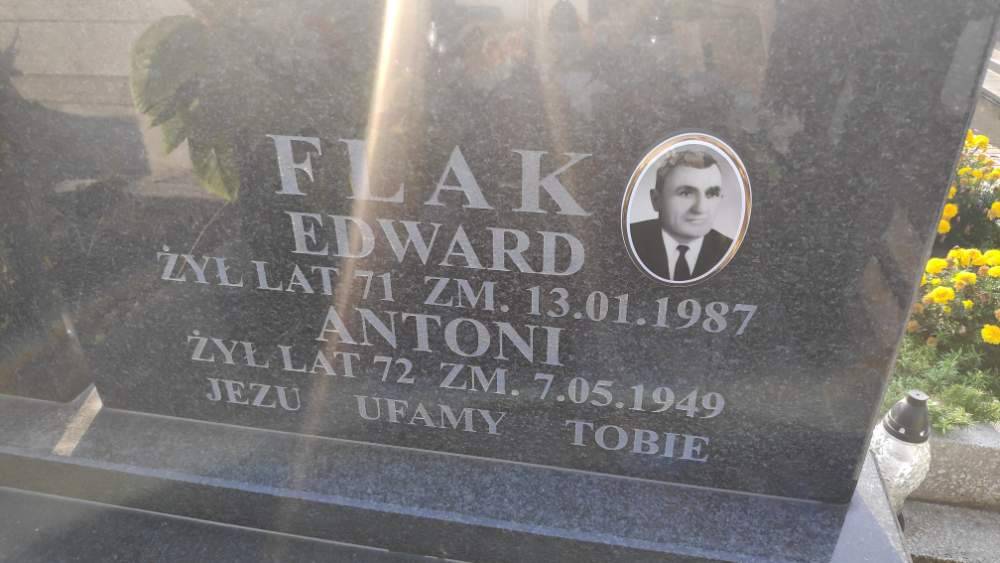 FLAK
EDWARD
ŻYŁ LAT 71 ZM. 13.01.1987
ANTONI
ŻYŁ LAT 72 ZM. 7.05.1949
JEZU UFAMY TOBIE